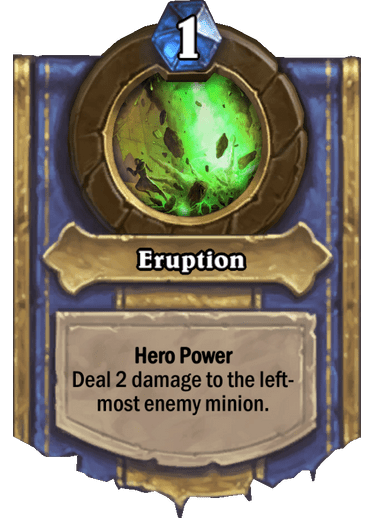 1
Eruption
Hero Power
Deal 2 damage to the left-
most enemy minion.